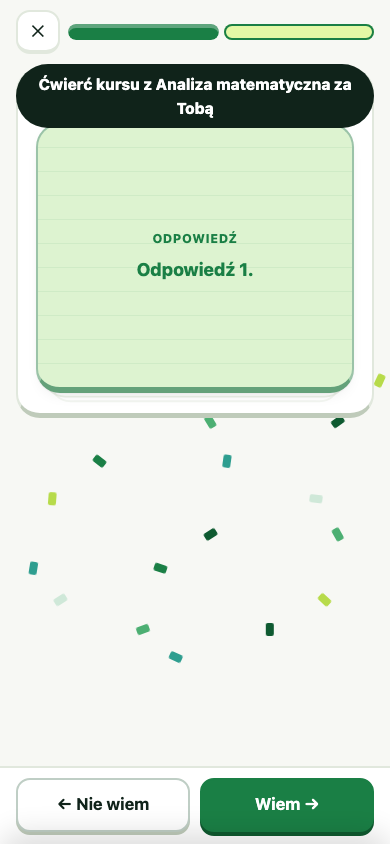 Ćwierć kursu z Analiza matematyczna za
Tobą
ODPOWIEDŹ
Odpowiedź 1.
← Nie wiem
Wiem →